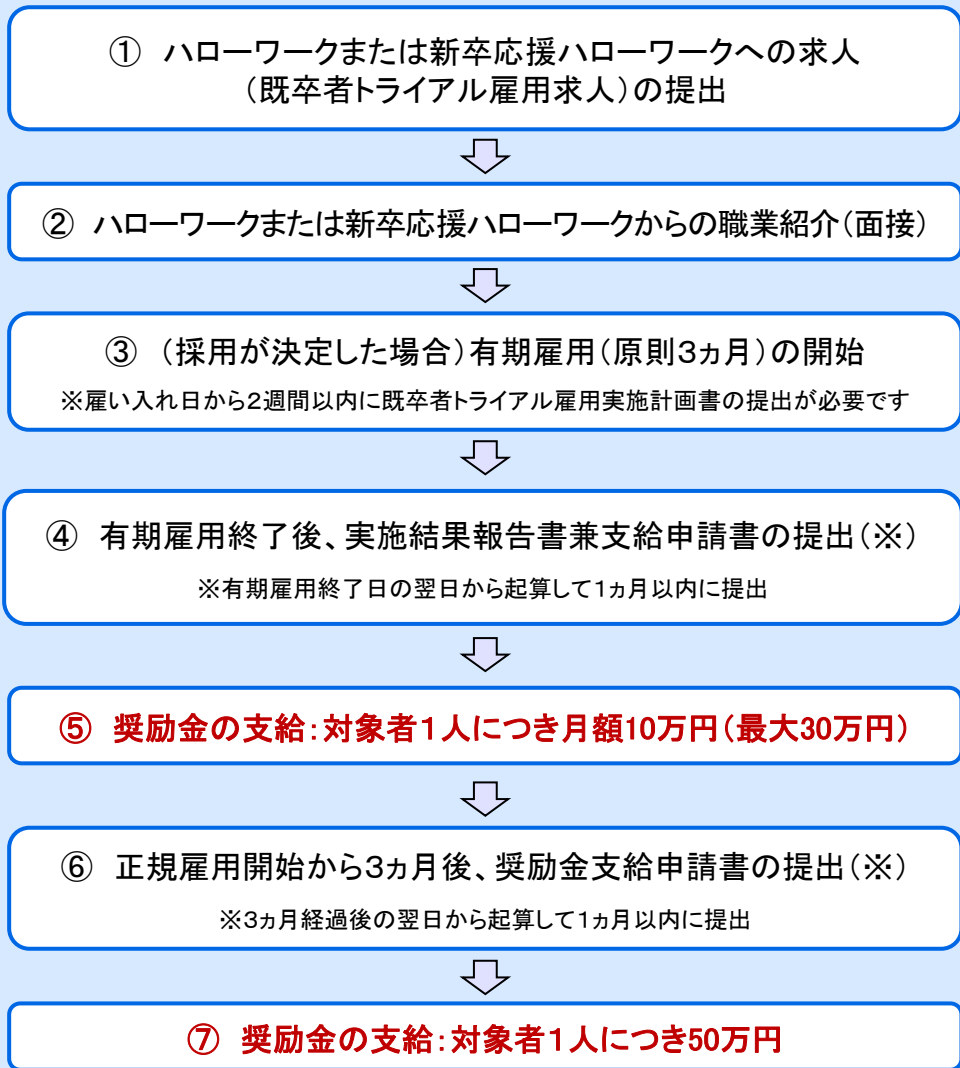 ① ハローワークまたは新卒応援ハローワークへの求人
（既卒者トライアル雇用求人）の提出
② ハローワークまたは新卒応援ハローワークからの職業紹介（面接）
③ （採用が決定した場合）有期雇用（原則３ヵ月）の開始
※雇い入れ日から２週間以内に既卒者トライアル雇用実施計画書の提出が必要です
④ 有期雇用終了後、実施結果報告書兼支給申請書の提出（※）
※有期雇用終了日の翌日から起算して１ヵ月以内に提出
⑤ 奨励金の支給：対象者１人につき月額10万円（最大30万円）
⑥ 正規雇用開始から３ヵ月後、奨励金支給申請書の提出（※）
※３ヵ月経過後の翌日から起算して１ヵ月以内に提出
⑦ 奨励金の支給：対象者１人につき50万円